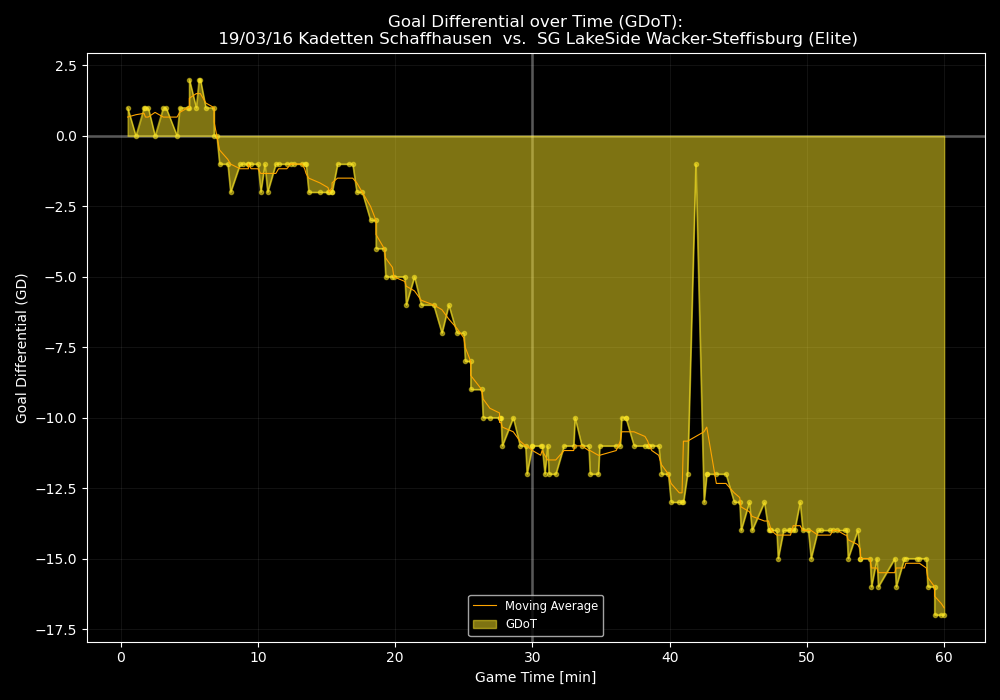 Goal Differential over Time (GDoT):
19/03/16 Kadetten Schaffhausen  vs.  SG LakeSide Wacker-Steffisburg (Elite)
Goal Differential (GD)
2.5
0.0
−2.5
−5.0
−7.5
−10.0
−12.5
−15.0
−17.5
Moving Average
GDoT
0 10 20 30 40 50 60
Game Time [min]